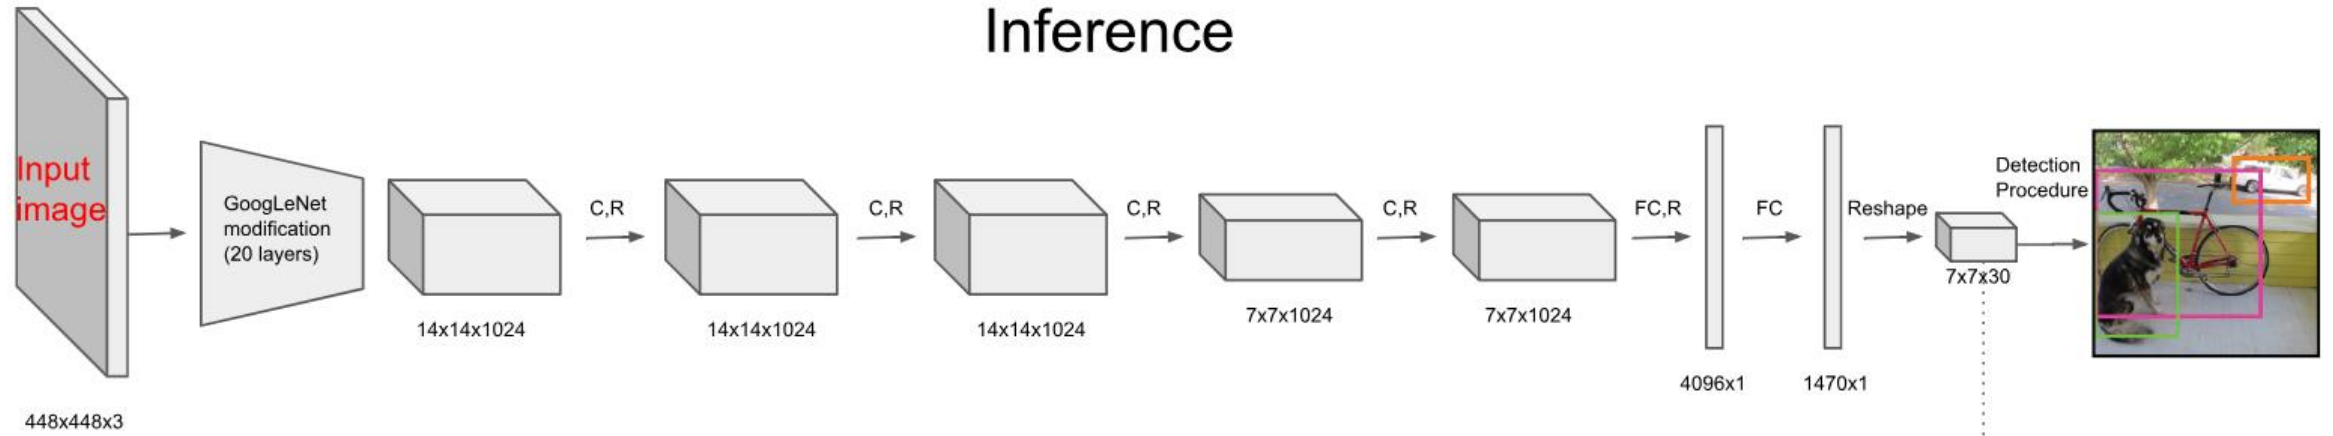 Inference
Input
image
448x448x3
GoogLeNet
modification
(20 layers)
14x14x1024
C,R
14x14x1024
C,R
14x14x1024
C,R
7x7x1024
C,R
7x7x1024
FC,R
4096x1
FC
1470x1
Reshape
7x7x30
Detection
Procedure